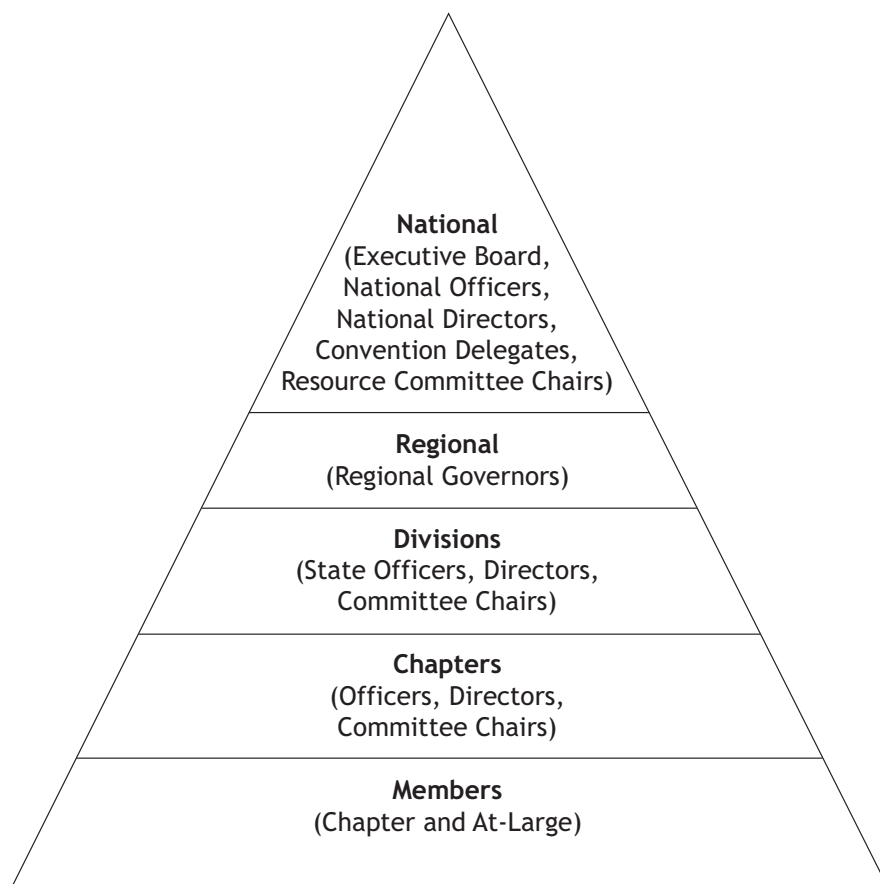 National
(Executive Board,
National Officers,
National Directors,
Convention Delegates,
Resource Committee Chairs)
Regional
(Regional Governors)
Divisions
(State Officers, Directors,
Committee Chairs)
Chapters
(Officers, Directors,
Committee Chairs)
Members
(Chapter and At-Large)